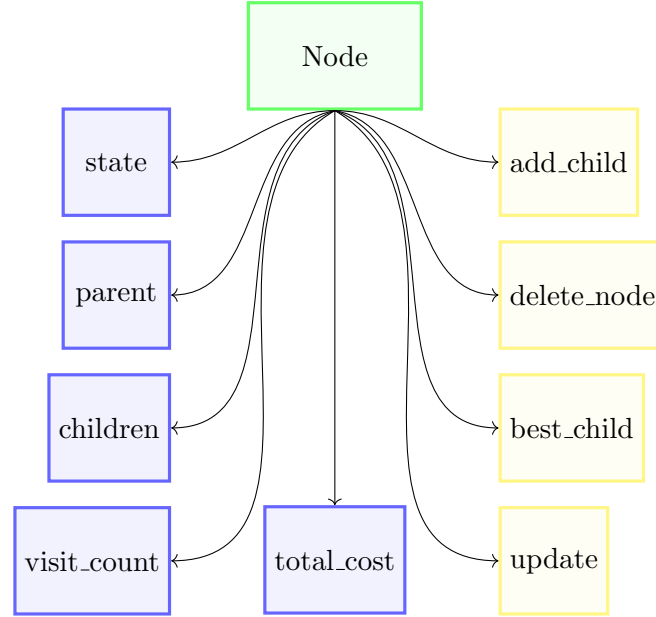 Node
state
add_child
parent
delete_node
children
best_child
visit_count
total_cost
update